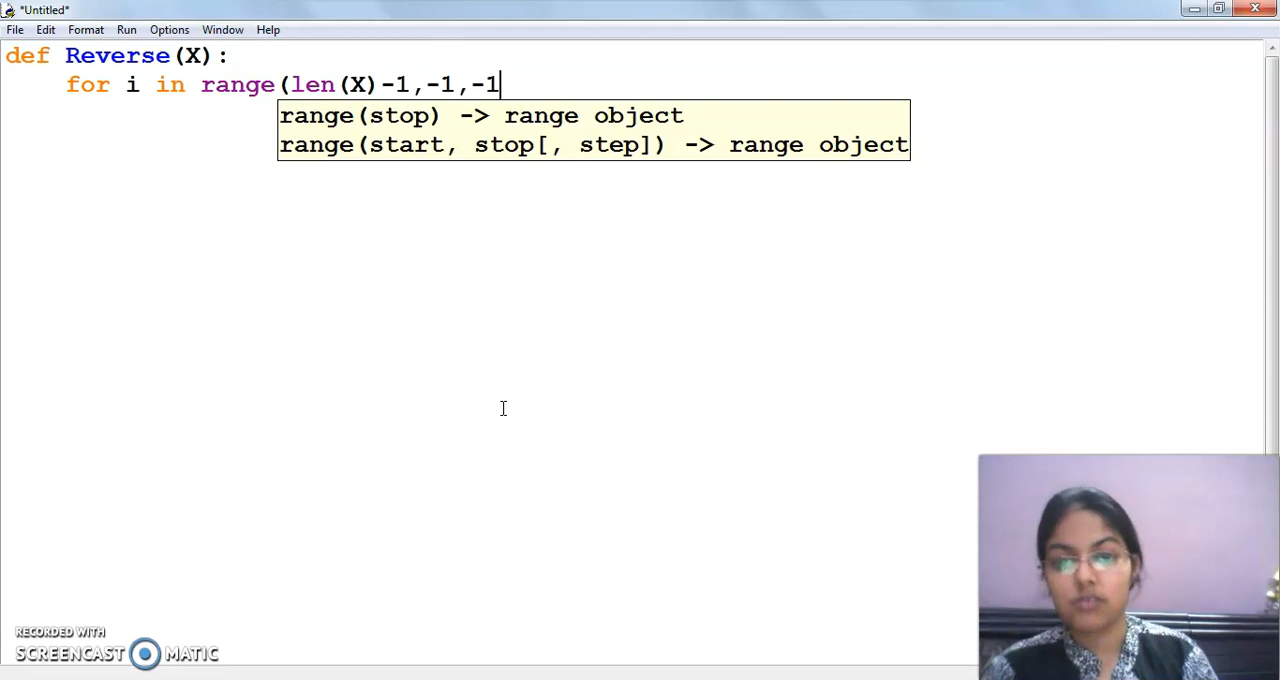 *Untitled*
File Edit Format Run Options Window Help
def Reverse(X):
    for i in range(len(X)-1,-1,-1
range(stop) -> range object
range(start, stop[, step]) -> range object
RECORDED WITH
SCREENCAST MATIC